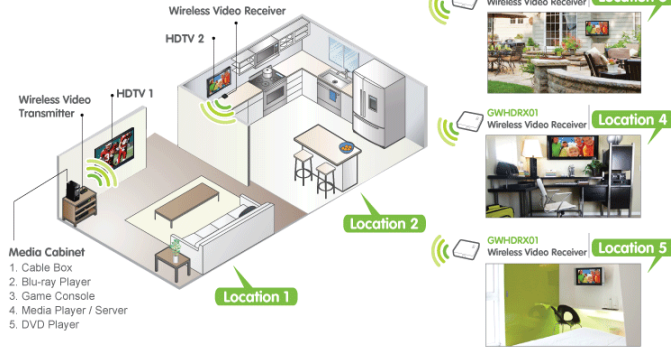 Wireless Video Receiver
HDTV 2
HDTV 1
Wireless Video
Transmitter
Media Cabinet
1. Cable Box
2. Blu-ray Player
3. Game Console
4. Media Player / Server
5. DVD Player
Location 1
Location 2
Wireless Video Receiver
Location
GWHDRX01
Wireless Video Receiver
Location 4
GWHDRX01
Wireless Video Receiver
Location 5